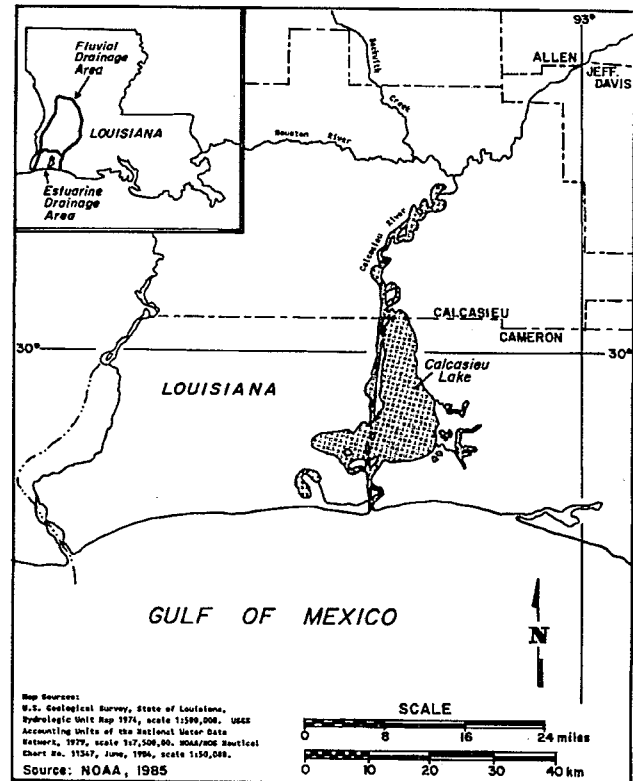 93°
Fluvial
Drainage
Area
LOUISIANA
Estuarine
Drainage
Area
Beckwith
Creek
Houston River
ALLEN
JEFF.
DAVIS
Calcasieu River
CALCASIEU
CAMERON
30°
30°
Calcasieu
Lake
LOUISIANA
GULF OF MEXICO
N
Map Sources:
U.S. Geological Survey, State of Louisiana,
Hydrologic Unit Map 1974, scale 1:500,000. USGS
Accounting Units of the National Water Data
Network, 1979, scale 1:7,500,00. NOAA/NOS Nautical
Chart No. 11347, June, 1984, scale 1:50,000.
Source: NOAA, 1985
SCALE
0 8 16 24 miles
0 10 20 30 40 km